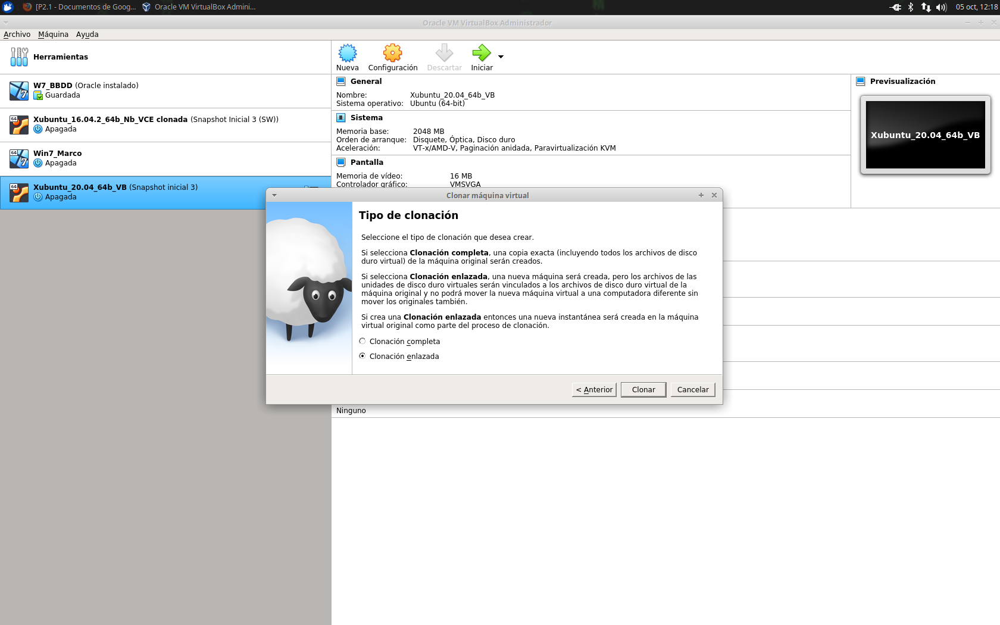 [P2.1 - Documentos de Goog...
Oracle VM VirtualBox Admini...
05 oct, 12:18
Oracle VM VirtualBox Administrador
Archivo Máquina Ayuda
Herramientas
Nueva Configuración Descartar Iniciar
W7_BBDD (Oracle instalado)
Guardada
Xubuntu_16.04.2_64b_Nb_VCE clonada (Snapshot Inicial 3 (SW))
Apagada
Win7_Marco
Apagada
Xubuntu_20.04_64b_VB (Snapshot inicial 3)
Apagada
General
Nombre: Xubuntu_20.04_64b_VB
Sistema operativo: Ubuntu (64-bit)
Sistema
Memoria base: 2048 MB
Orden de arranque: Disquete, Óptica, Disco duro
Aceleración: VT-x/AMD-V, Paginación anidada, Paravirtualización KVM
Pantalla
Memoria de vídeo: 16 MB
Controlador gráfico: VMSVGA
Previsualización
Xubuntu_20.04_64b_VB
Clonar máquina virtual
Tipo de clonación
Seleccione el tipo de clonación que desea crear.
Si selecciona Clonación completa, una copia exacta (incluyendo todos los archivos de disco
duro virtual) de la máquina original serán creados.
Si selecciona Clonación enlazada, una nueva máquina será creada, pero los archivos de las
unidades de disco duro virtuales serán vinculados a los archivos de disco duro virtual de la
máquina original y no podrá mover la nueva máquina virtual a una computadora diferente sin
mover los originales también.
Si crea una Clonación enlazada entonces una nueva instantánea será creada en la máquina
virtual original como parte del proceso de clonación.
Clonación completa
Clonación enlazada
< Anterior Clonar Cancelar
Ninguno